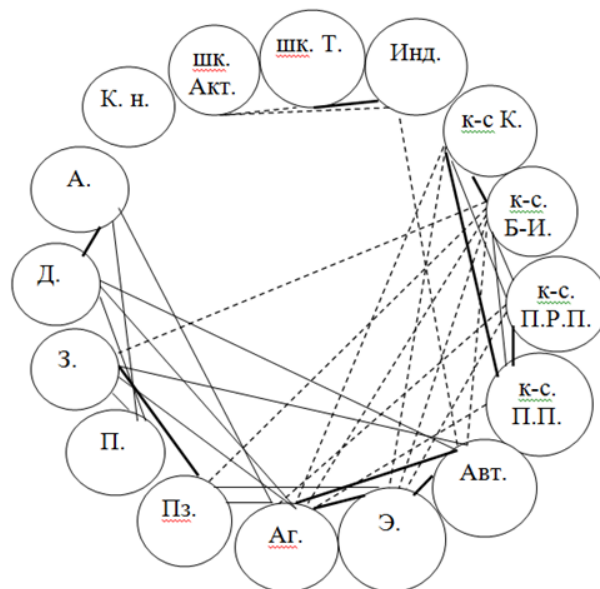 шк. Т.
Инд.
шк.
Акт.
К. н.
к-с К.
А.
к-с.
Б-И.
Д.
к-с.
П.Р.П.
З.
к-с.
П.П.
П.
Авт.
Пз.
Аг.
Э.